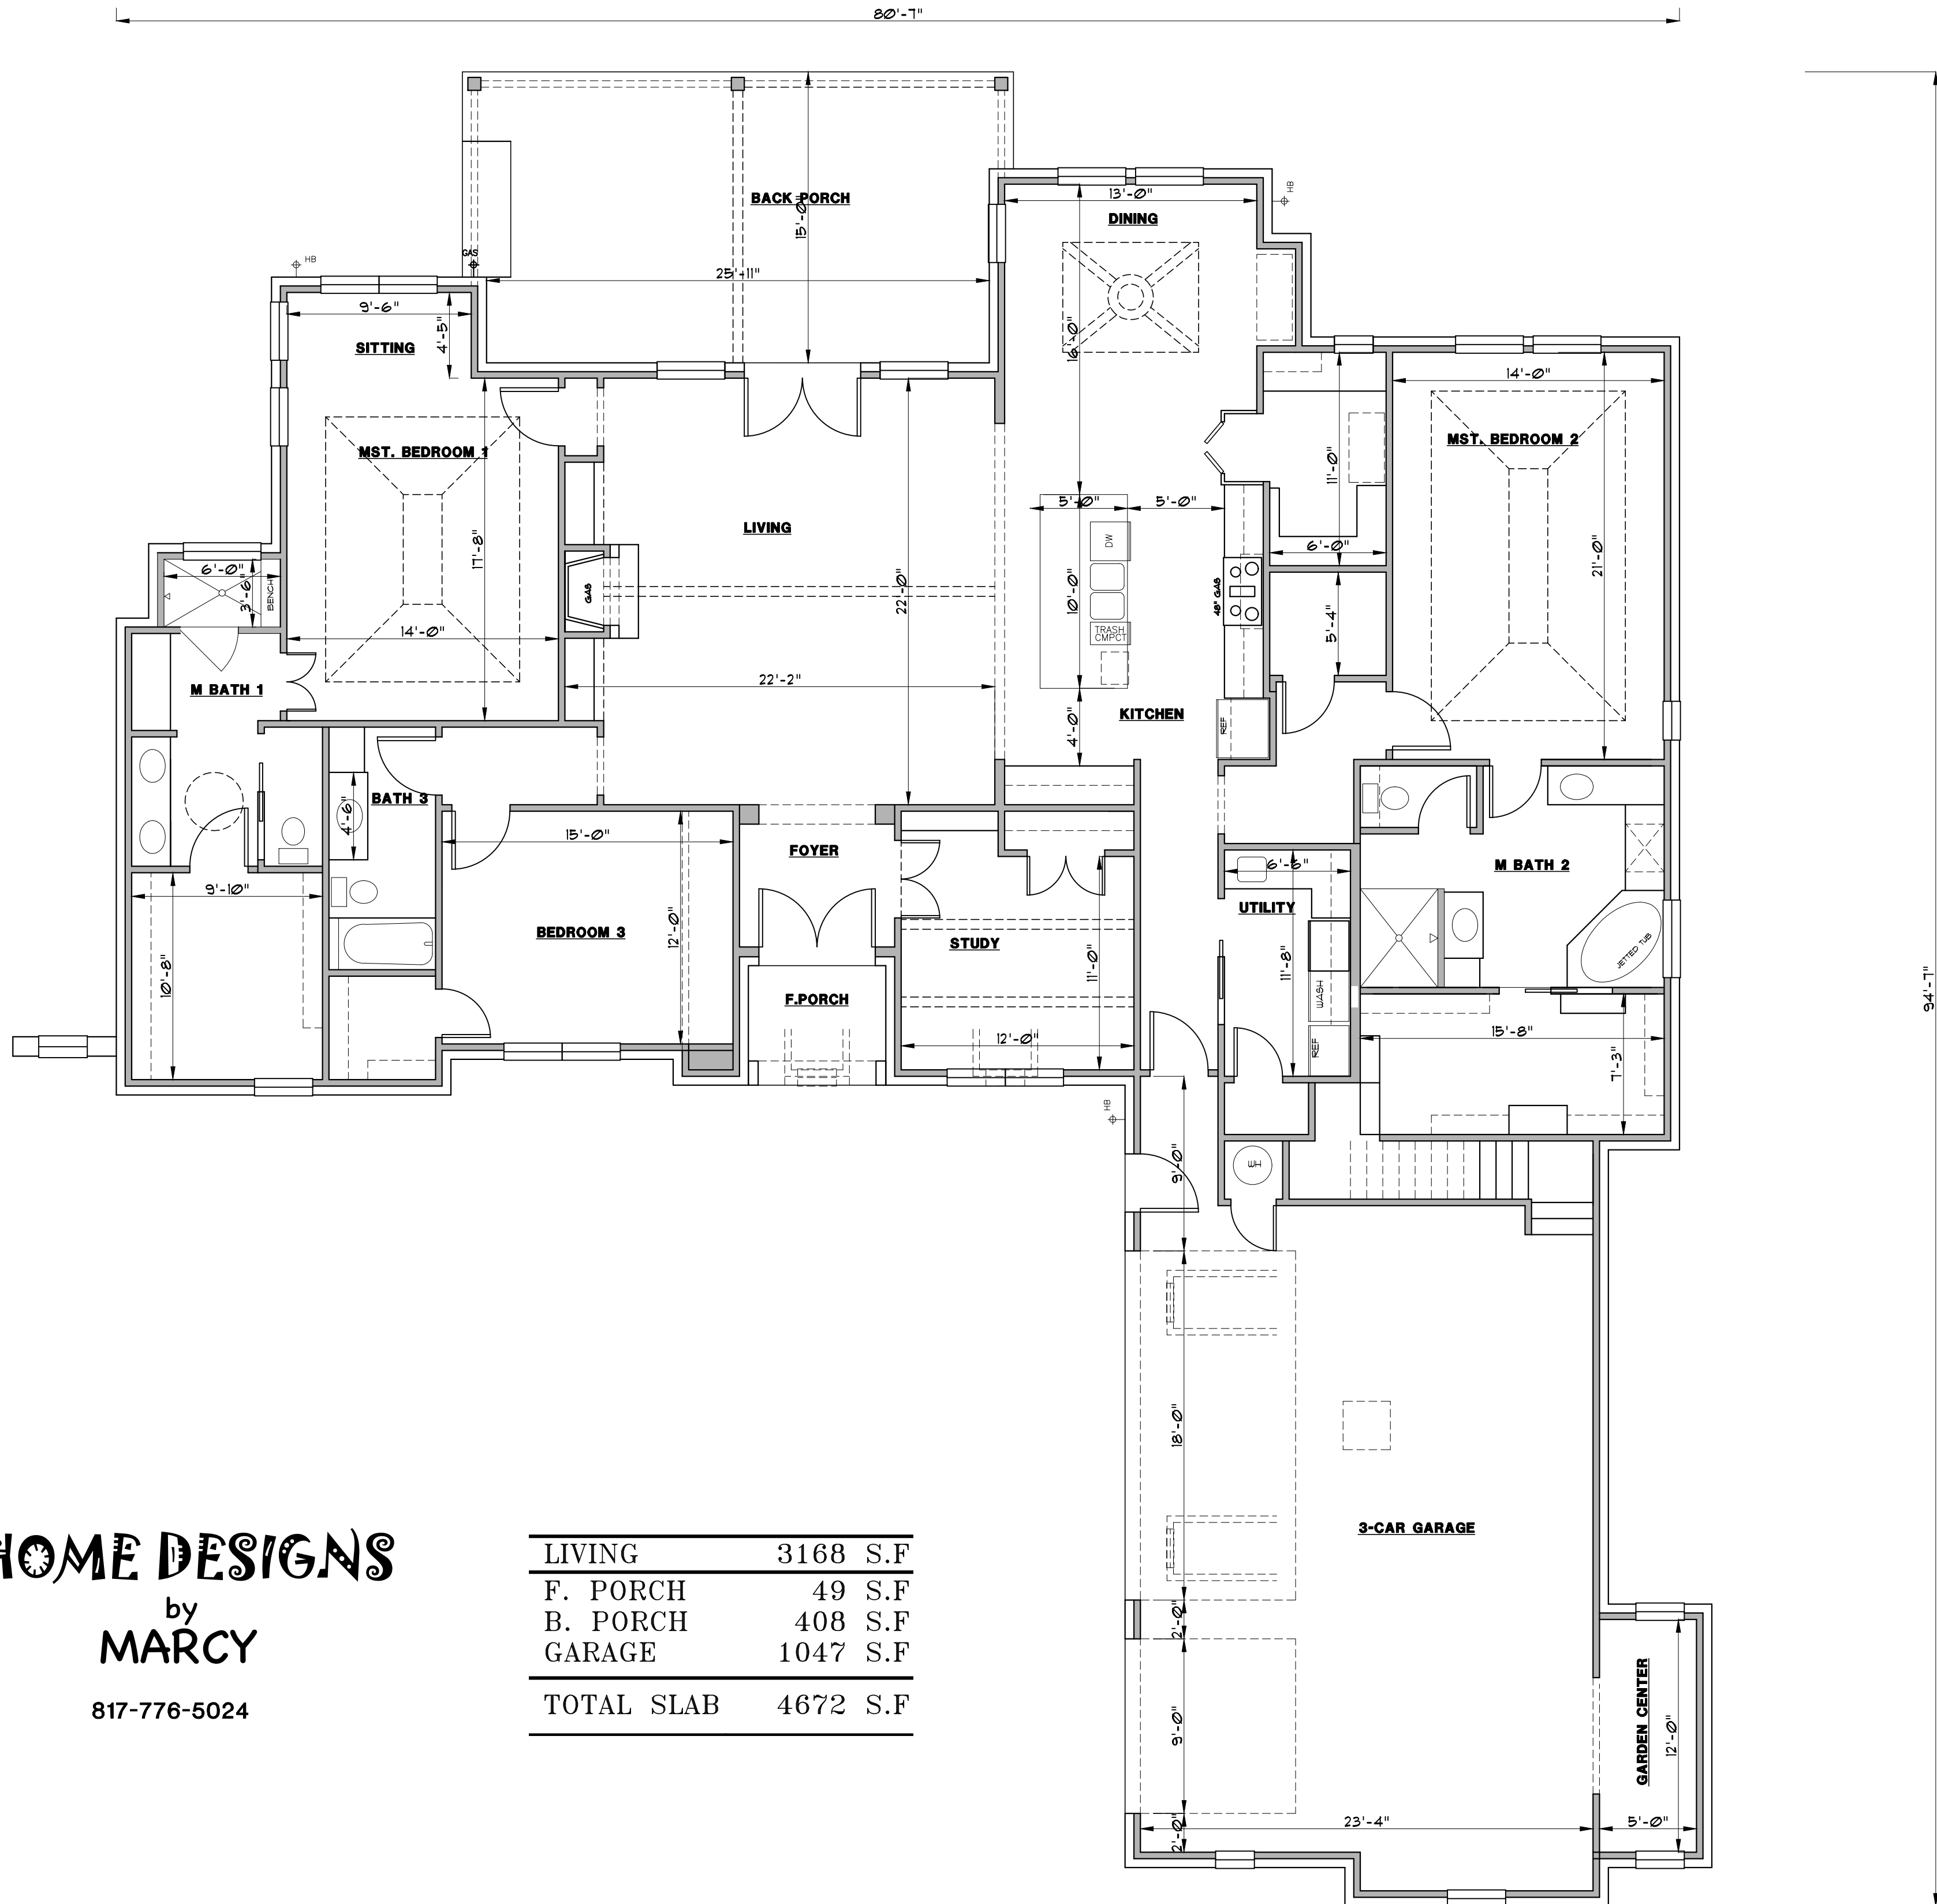 80'-7"
BACK PORCH
15'-0"
25'-11"
GAS
HB
HB
13'-0"
DINING
16'-0"
9'-6"
4'-5"
SITTING
MST. BEDROOM 1
17'-8"
14'-0"
LIVING
GAS
22'-0"
22'-2"
5'-0"
5'-0"
DW
10'-0"
TRASH
CMPCT
48" GAS
4'-0"
KITCHEN
REF
11'-0"
6'-0"
5'-4"
14'-0"
MST. BEDROOM 2
21'-0"
6'-0"
3'-6"
BENCH
M BATH 1
BATH 3
4'-6"
15'-0"
FOYER
9'-10"
10'-8"
BEDROOM 3
12'-0"
F.PORCH
STUDY
11'-0"
12'-0"
6'-6"
UTILITY
11'-8"
WASH
REF
M BATH 2
JETTED TUB
15'-8"
7'-3"
94'-7"
HB
9'-0"
WH
18'-0"
3-CAR GARAGE
2'-0"
9'-0"
2'-0"
23'-4"
5'-0"
GARDEN CENTER
12'-0"
HOME DESIGNS
by
MARCY
817-776-5024
LIVING 3168 S.F
F. PORCH 49 S.F
B. PORCH 408 S.F
GARAGE 1047 S.F
TOTAL SLAB 4672 S.F